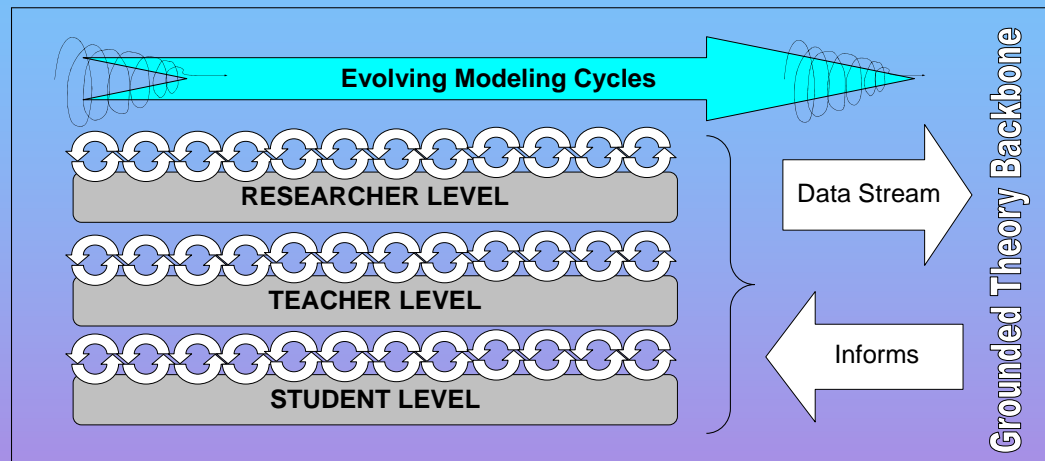 Evolving Modeling Cycles
RESEARCHER LEVEL
TEACHER LEVEL
STUDENT LEVEL
Data Stream
Informs
Grounded Theory Backbone